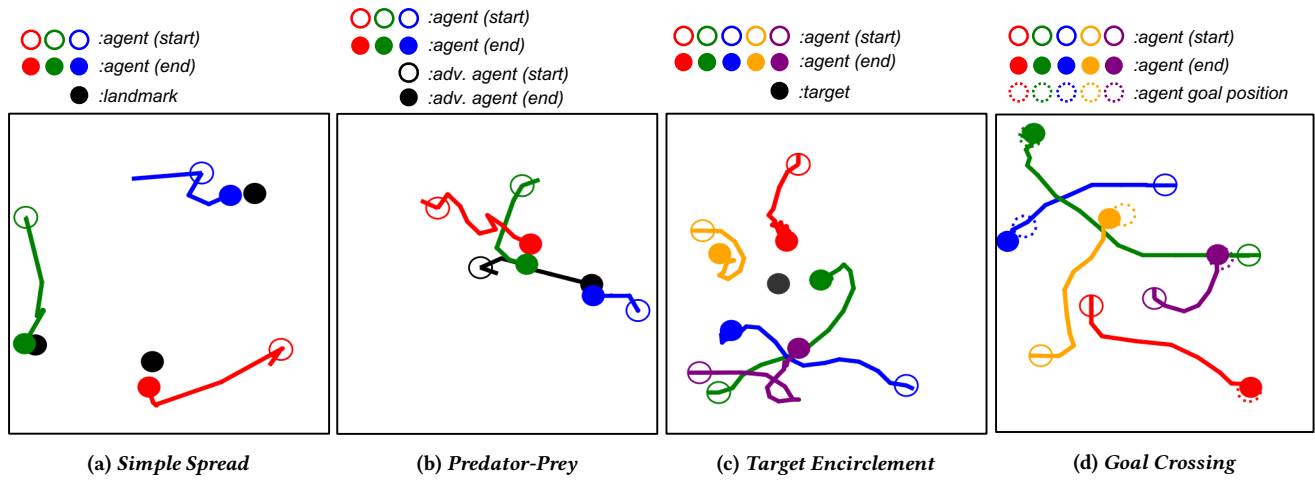 :agent (start)
:agent (end)
:landmark
(a) Simple Spread
:agent (start)
:agent (end)
:adv. agent (start)
:adv. agent (end)
(b) Predator-Prey
:agent (start)
:agent (end)
:target
(c) Target Encirclement
:agent (start)
:agent (end)
:agent goal position
(d) Goal Crossing